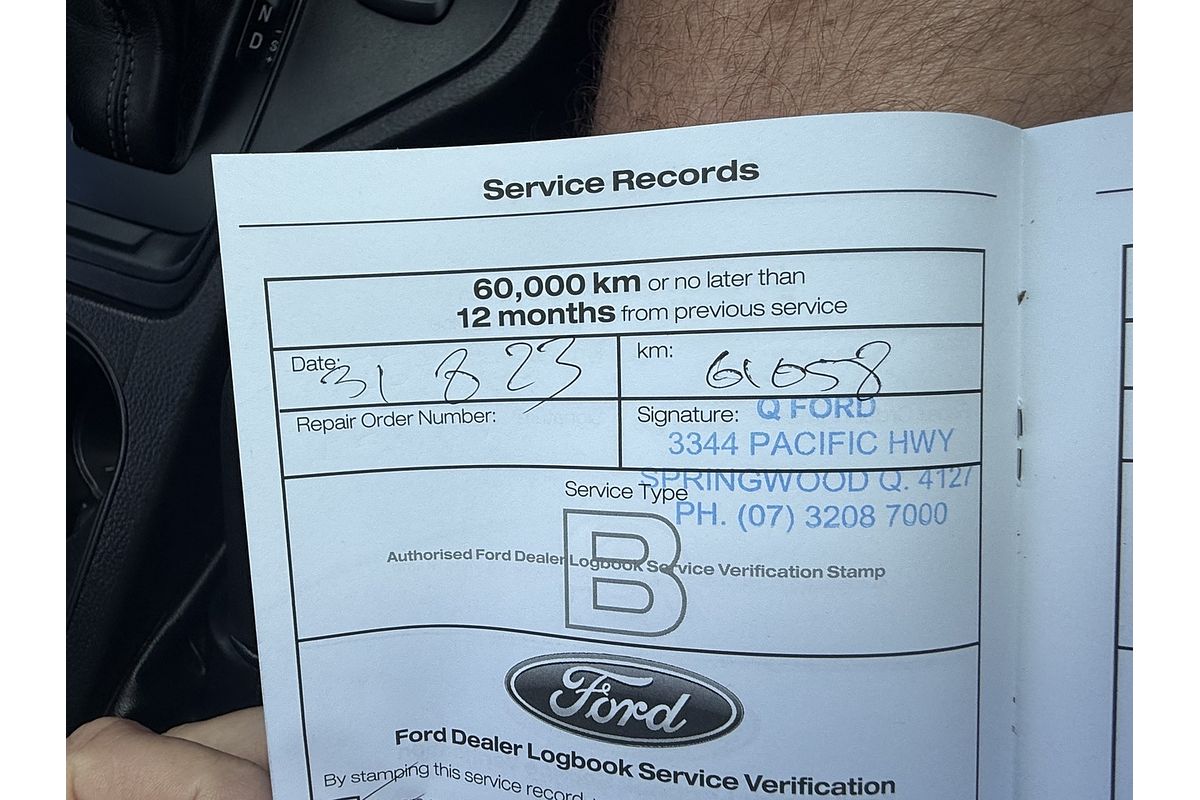 N
D
S
+
Service Records
60,000 km or no later than
12 months from previous service
Date: 31 8 23
km: 61058
Repair Order Number:
Signature: Q FORD
3344 PACIFIC HWY
SPRINGWOOD Q. 4127
Service Type
PH. (07) 3208 7000
B
Authorised Ford Dealer Logbook Service Verification Stamp
Ford
Ford Dealer Logbook Service Verification
By stamping this service record,